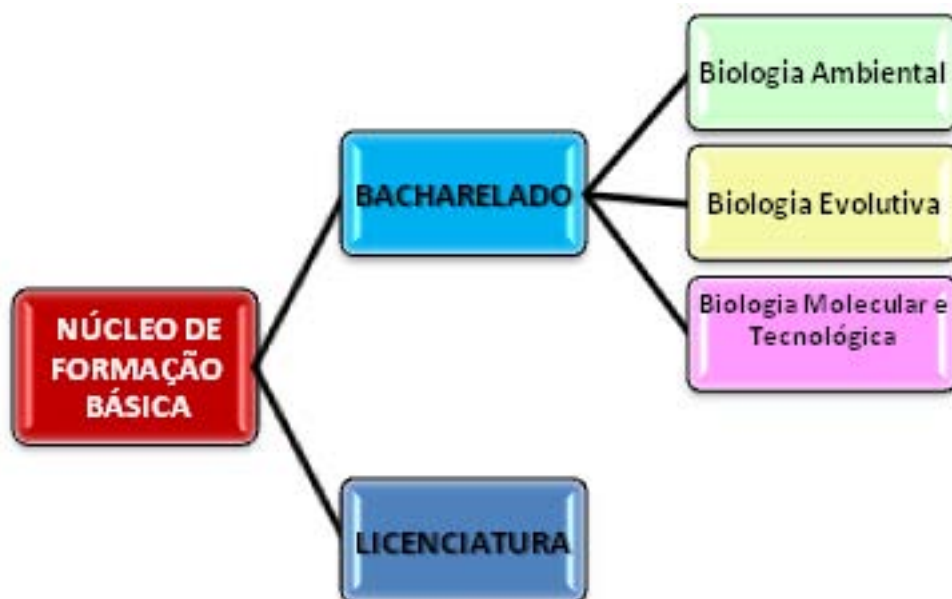 Biologia Ambiental
BACHARELADO
Biologia Evolutiva
Biologia Molecular e
Tecnológica
NÚCLEO DE
FORMAÇÃO
BÁSICA
LICENCIATURA